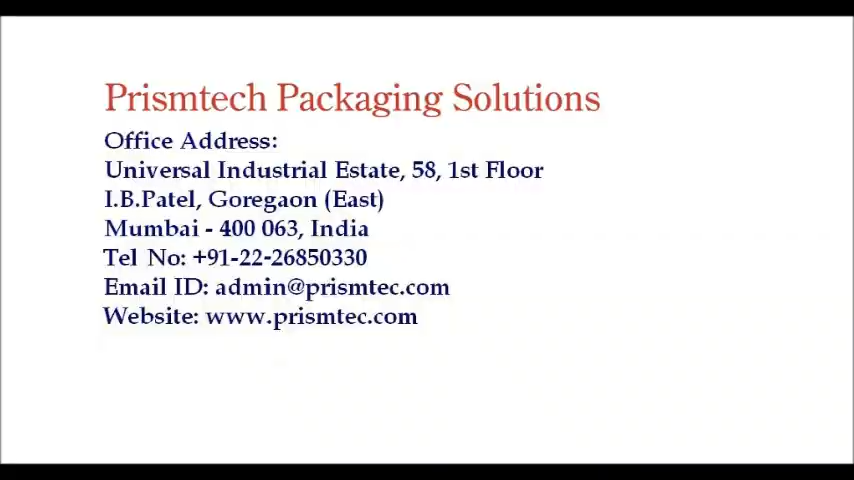 Prismtech Packaging Solutions
Office Address:
Universal Industrial Estate, 58, 1st Floor
I.B.Patel, Goregaon (East)
Mumbai - 400 063, India
Tel No: +91-22-26850330
Email ID: admin@prismtec.com
Website: www.prismtec.com